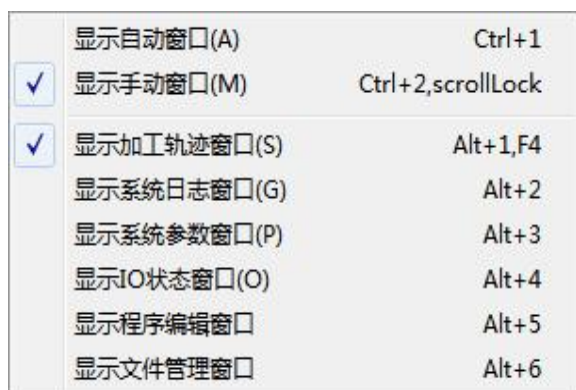 显示自动窗口(A) Ctrl+1
显示手动窗口(M) Ctrl+2,scrollLock
显示加工轨迹窗口(S) Alt+1,F4
显示系统日志窗口(G) Alt+2
显示系统参数窗口(P) Alt+3
显示IO状态窗口(O) Alt+4
显示程序编辑窗口 Alt+5
显示文件管理窗口 Alt+6